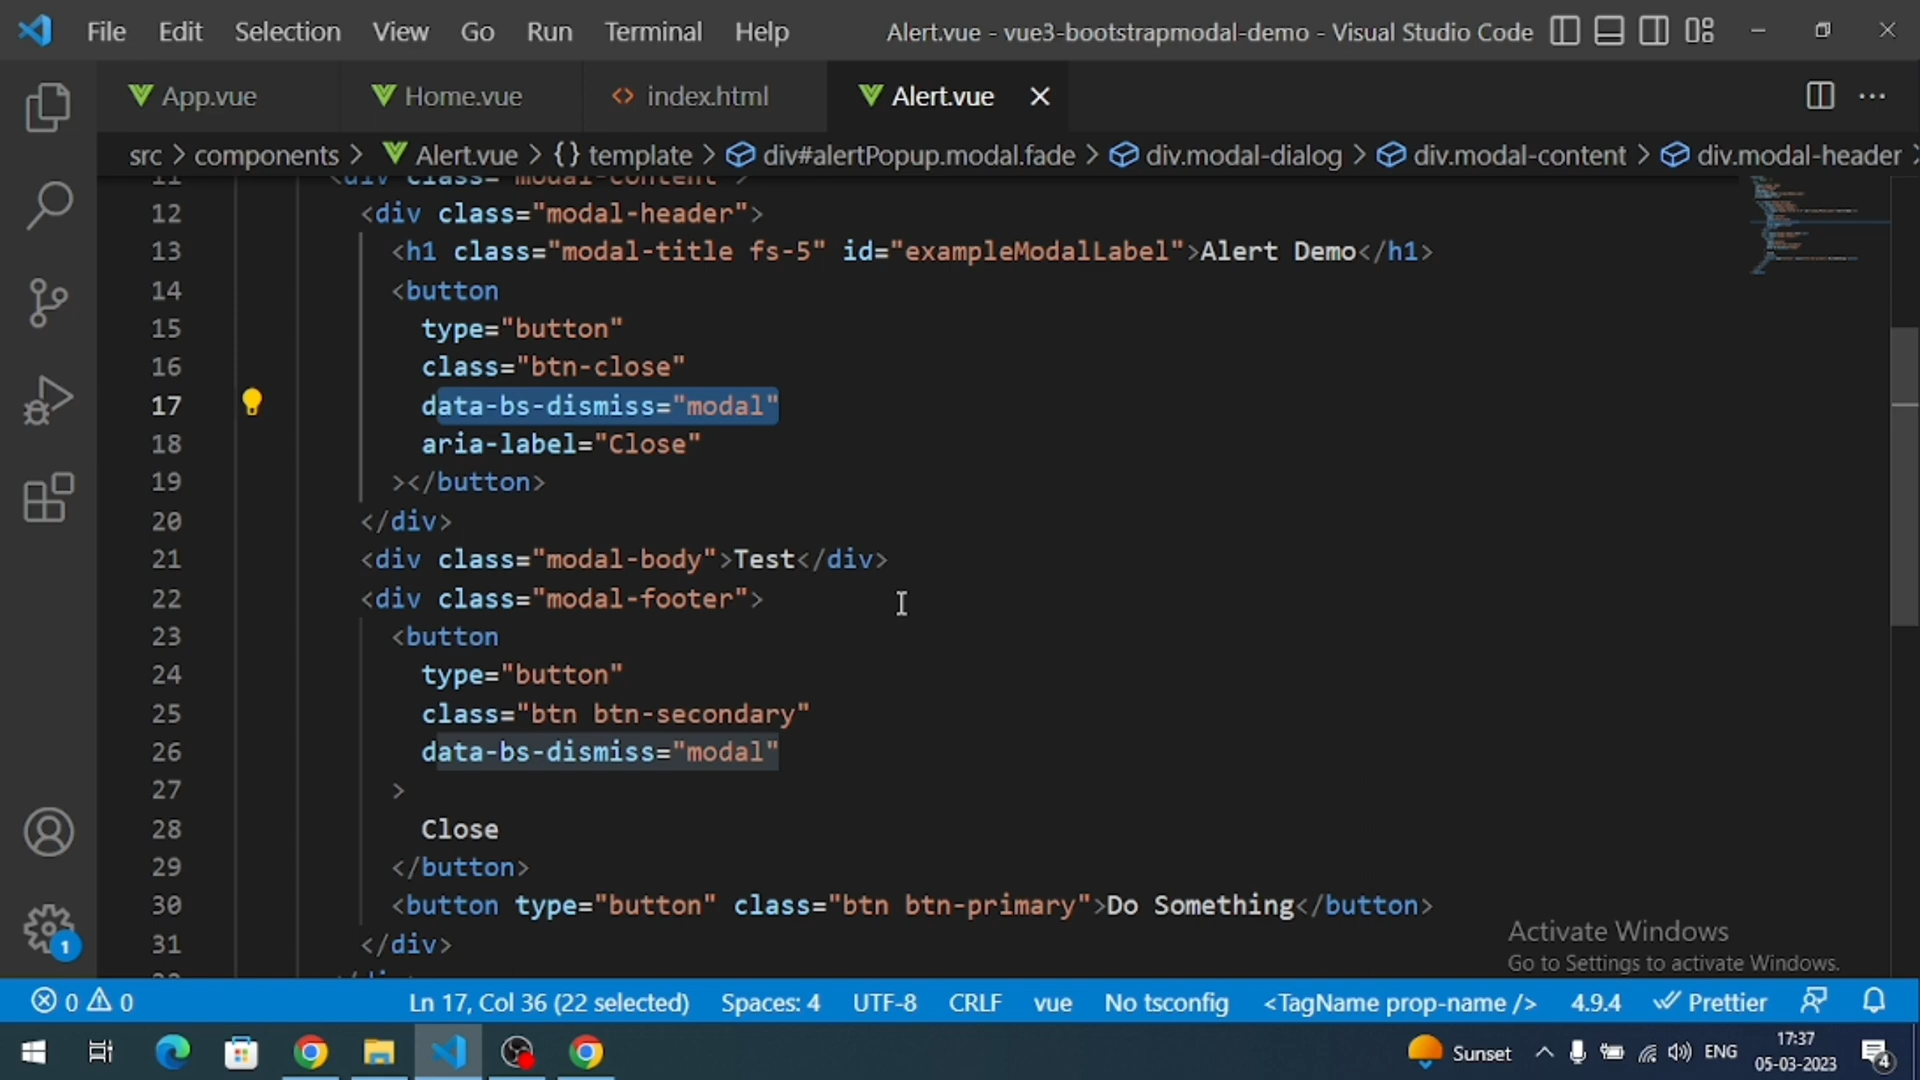 File Edit Selection View Go Run Terminal Help Alert.vue - vue3-bootstrapmodal-demo - Visual Studio Code
App.vue Home.vue index.html Alert.vue
src > components > Alert.vue > {} template > div#alertPopup.modal.fade > div.modal-dialog > div.modal-content > div.modal-header >
11 <div class="modal-content">
12 <div class="modal-header">
13 <h1 class="modal-title fs-5" id="exampleModalLabel">Alert Demo</h1>
14 <button
15 type="button"
16 class="btn-close"
17 data-bs-dismiss="modal"
18 aria-label="Close"
19 ></button>
20 </div>
21 <div class="modal-body">Test</div>
22 <div class="modal-footer">
23 <button
24 type="button"
25 class="btn btn-secondary"
26 data-bs-dismiss="modal"
27 >
28 Close
29 </button>
30 <button type="button" class="btn btn-primary">Do Something</button>
31 </div>
Activate Windows
Go to Settings to activate Windows.
1
0 0 Ln 17, Col 36 (22 selected) Spaces: 4 UTF-8 CRLF vue No tsconfig <TagName prop-name /> 4.9.4 Prettier
Sunset ENG 17:37
05-03-2023 4